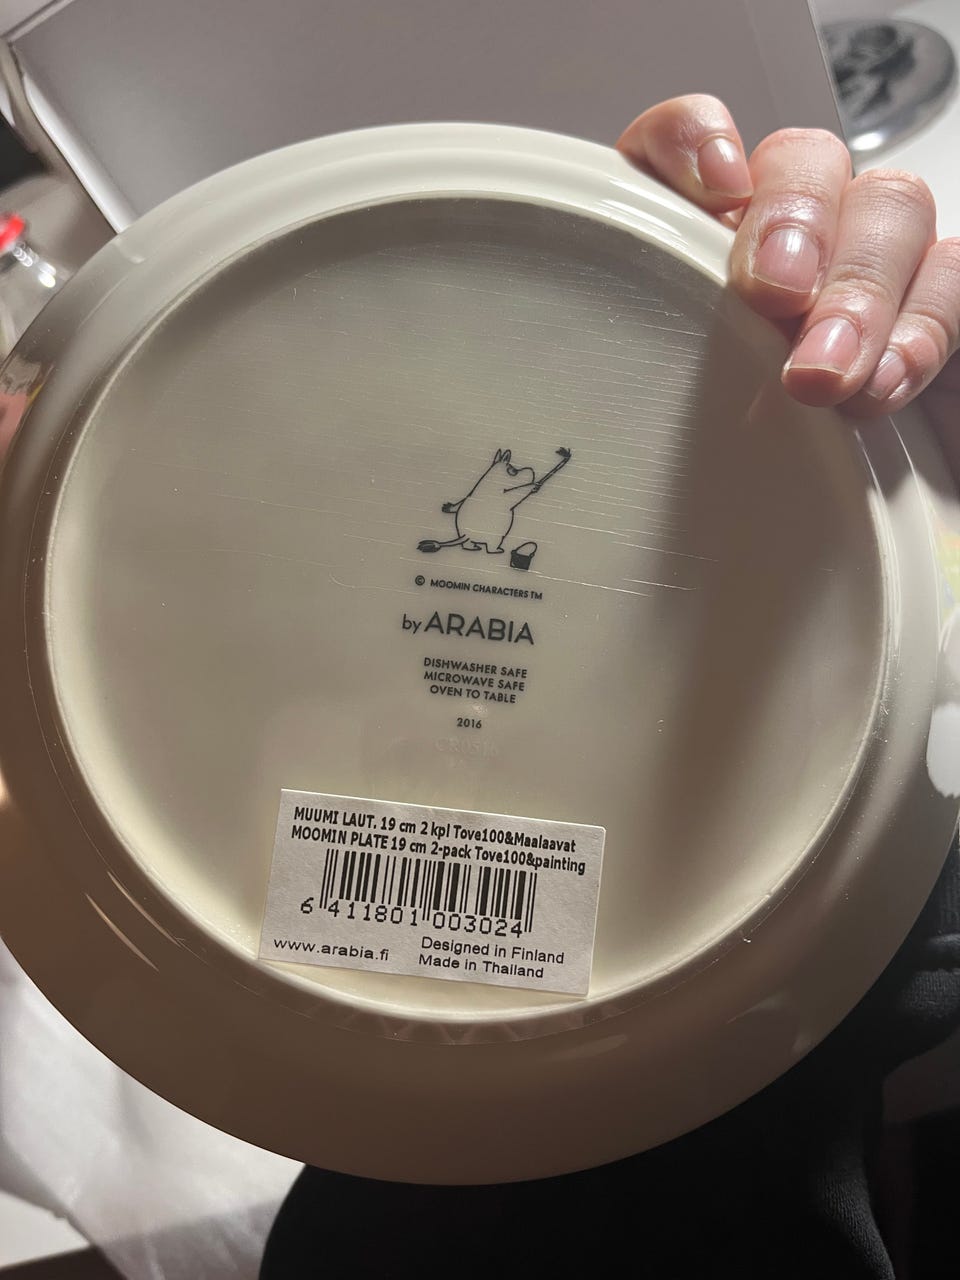 © MOOMIN CHARACTERS TM
by ARABIA
DISHWASHER SAFE
MICROWAVE SAFE
OVEN TO TABLE
2016
MUUMI LAUT. 19 cm 2 kpl Tove100&Maalaavat
MOOMIN PLATE 19 cm 2-pack Tove100&painting
6 411801 003024
www.arabia.fi
Designed in Finland
Made in Thailand